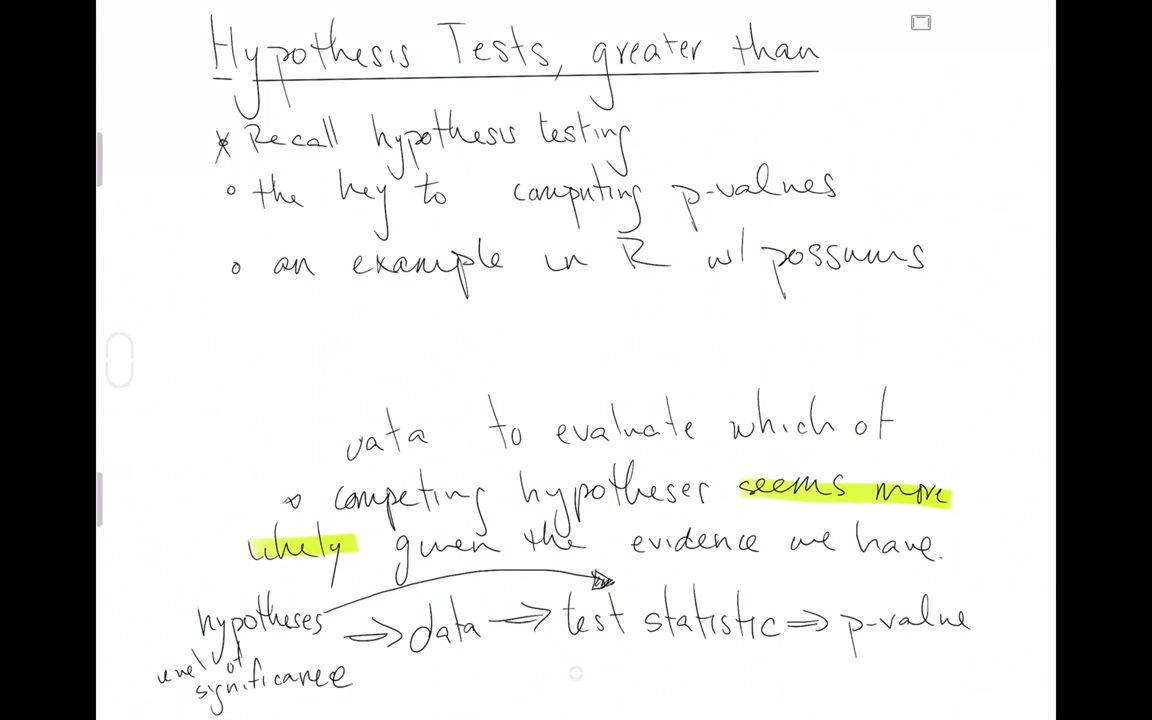 Hypothesis Tests, greater than
* Recall hypothesis testing
◦ the key to computing p-values
◦ an example in R w/ possums
data to evaluate which of
competing hypotheses seems more
likely given the evidence we have.
hypotheses ⇒ data ⇒ test statistic ⇒ p-value
level of
significance